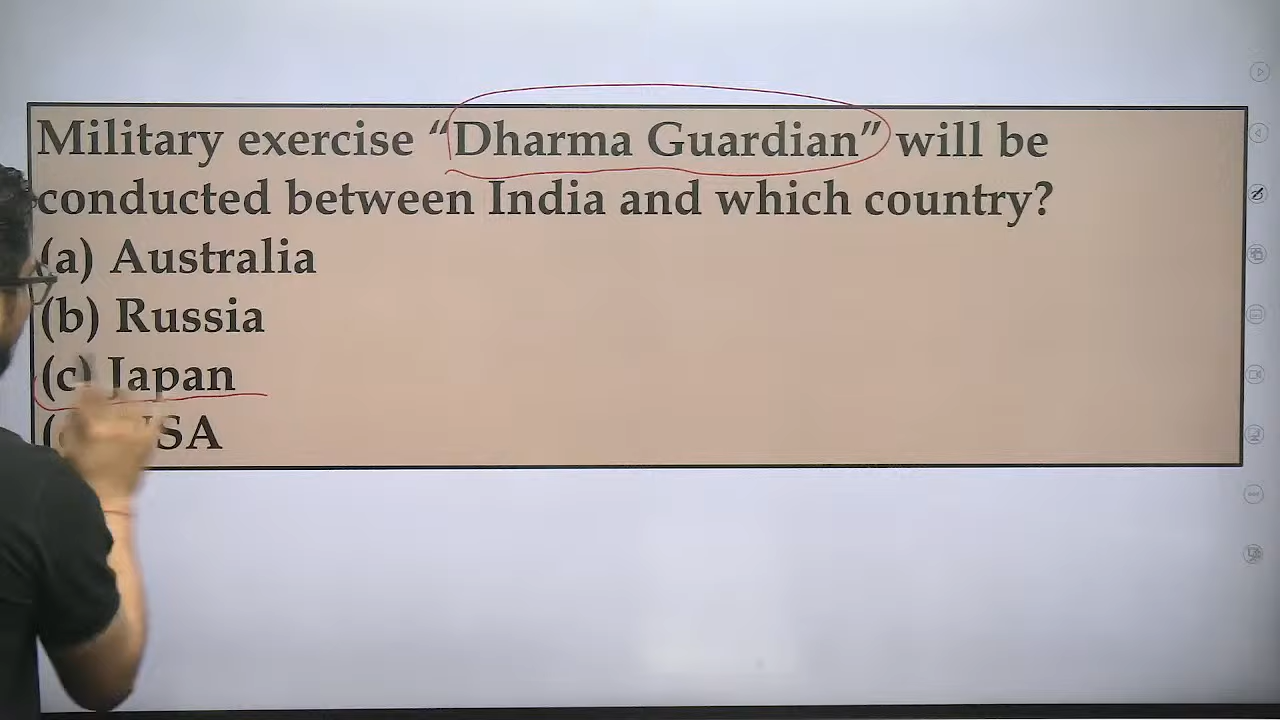 Military exercise “Dharma Guardian” will be
conducted between India and which country?
(a) Australia
(b) Russia
(c) Japan